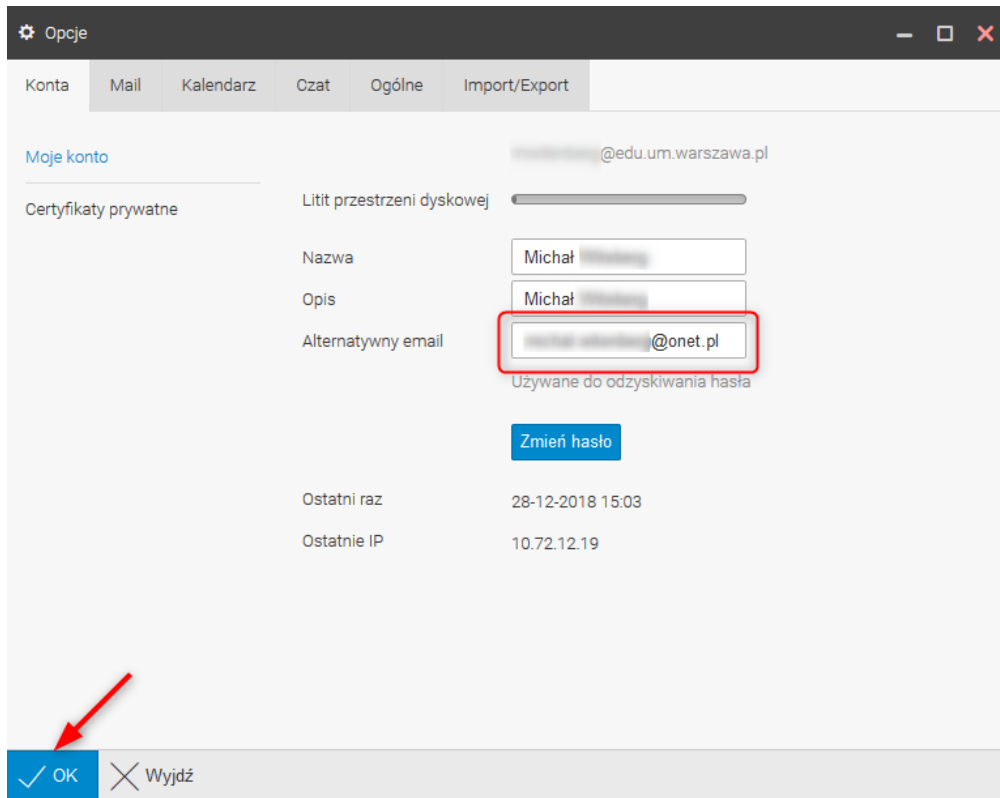 Opcje
Konta Mail Kalendarz Czat Ogólne Import/Export
Moje konto
@edu.um.warszawa.pl
Certyfikaty prywatne
Litit przestrzeni dyskowej
Nazwa Michał
Opis Michał
Alternatywny email @onet.pl
Używane do odzyskiwania hasła
Zmień hasło
Ostatni raz 28-12-2018 15:03
Ostatnie IP 10.72.12.19
OK Wyjdź